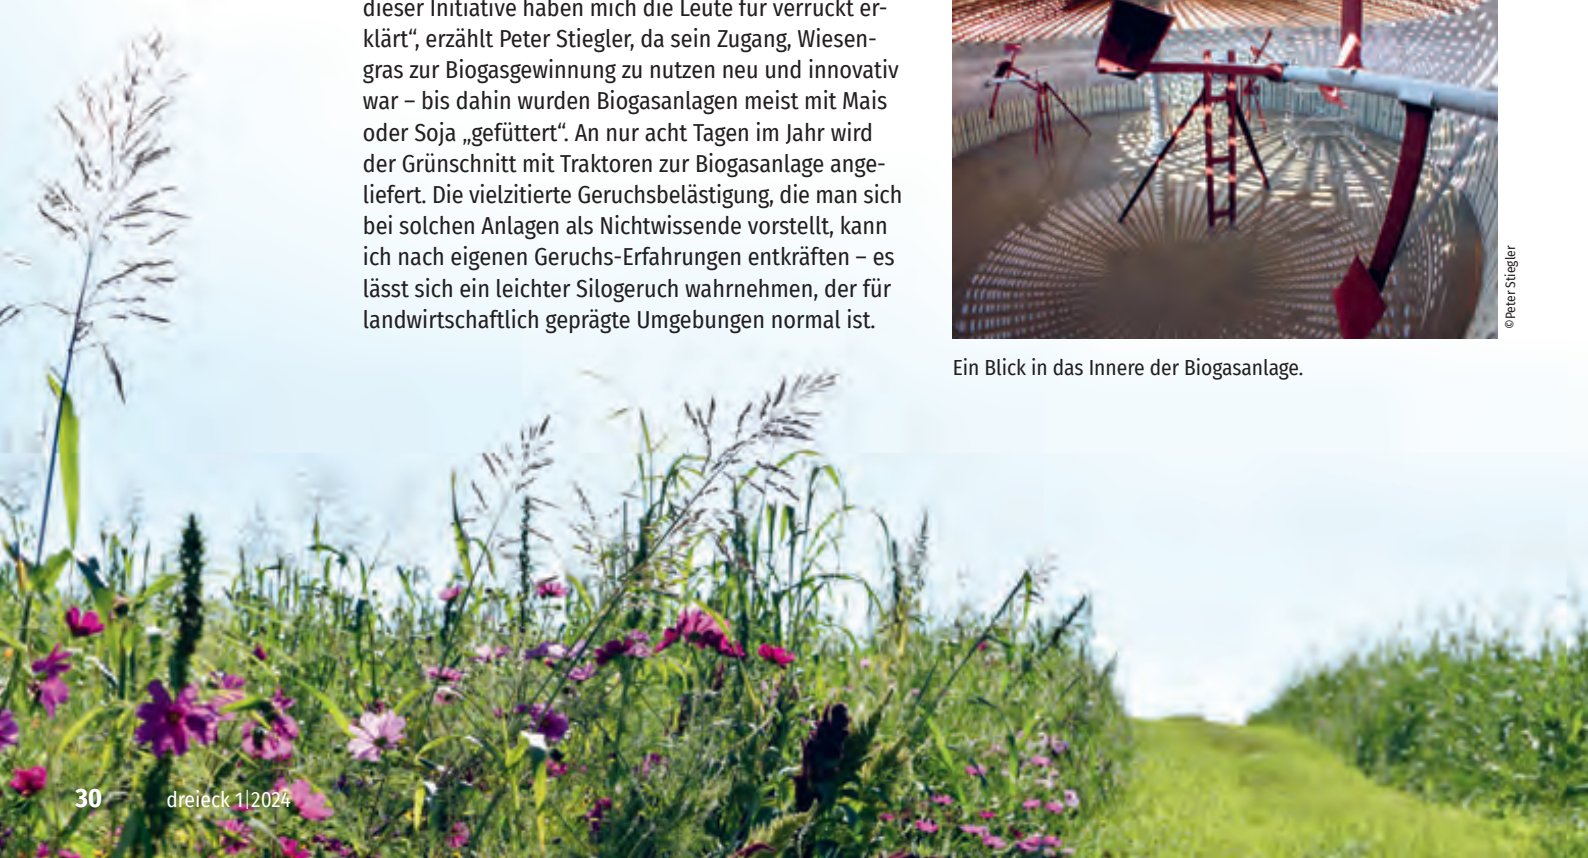 dieser Initiative haben mich die Leute für verrückt er-
klärt“, erzählt Peter Stiegler, da sein Zugang, Wiesen-
gras zur Biogasgewinnung zu nutzen neu und innovativ
war – bis dahin wurden Biogasanlagen meist mit Mais
oder Soja „gefüttert“. An nur acht Tagen im Jahr wird
der Grünschnitt mit Traktoren zur Biogasanlage ange-
liefert. Die vielzitierte Geruchsbelästigung, die man sich
bei solchen Anlagen als Nichtwissende vorstellt, kann
ich nach eigenen Geruchs-Erfahrungen entkräften – es
lässt sich ein leichter Silogeruch wahrnehmen, der für
landwirtschaftlich geprägte Umgebungen normal ist.
©Peter Stiegler
Ein Blick in das Innere der Biogasanlage.
30 dreieck 1|2024